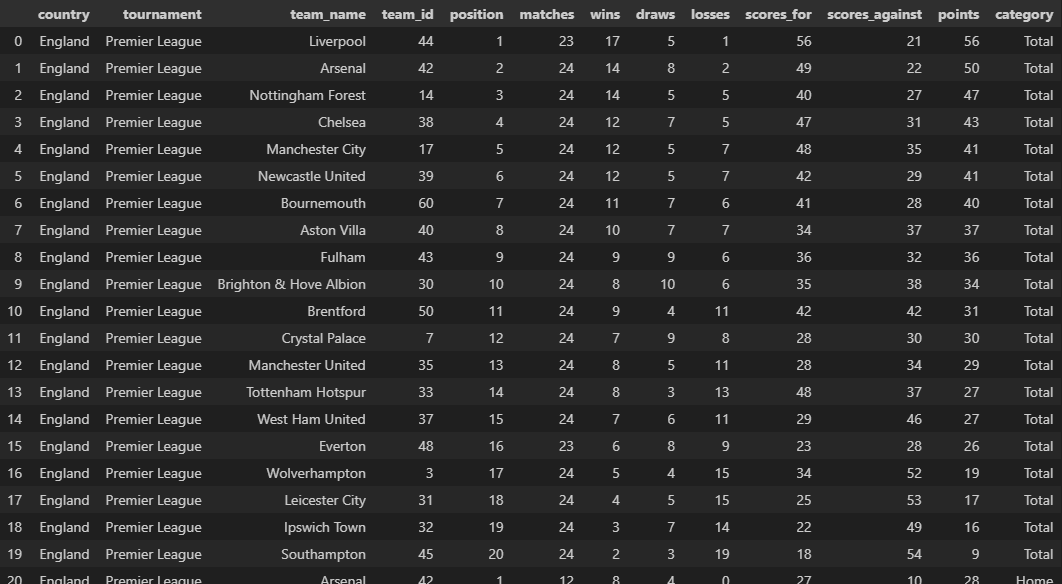 country tournament team_name team_id position matches wins draws losses scores_for scores_against points category
0 England Premier League Liverpool 44 1 23 17 5 1 56 21 56 Total
1 England Premier League Arsenal 42 2 24 14 8 2 49 22 50 Total
2 England Premier League Nottingham Forest 14 3 24 14 5 5 40 27 47 Total
3 England Premier League Chelsea 38 4 24 12 7 5 47 31 43 Total
4 England Premier League Manchester City 17 5 24 12 5 7 48 35 41 Total
5 England Premier League Newcastle United 39 6 24 12 5 7 42 29 41 Total
6 England Premier League Bournemouth 60 7 24 11 7 6 41 28 40 Total
7 England Premier League Aston Villa 40 8 24 10 7 7 34 37 37 Total
8 England Premier League Fulham 43 9 24 9 9 6 36 32 36 Total
9 England Premier League Brighton & Hove Albion 30 10 24 8 10 6 35 38 34 Total
10 England Premier League Brentford 50 11 24 9 4 11 42 42 31 Total
11 England Premier League Crystal Palace 7 12 24 7 9 8 28 30 30 Total
12 England Premier League Manchester United 35 13 24 8 5 11 28 34 29 Total
13 England Premier League Tottenham Hotspur 33 14 24 8 3 13 48 37 27 Total
14 England Premier League West Ham United 37 15 24 7 6 11 29 46 27 Total
15 England Premier League Everton 48 16 23 6 8 9 23 28 26 Total
16 England Premier League Wolverhampton 3 17 24 5 4 15 34 52 19 Total
17 England Premier League Leicester City 31 18 24 4 5 15 25 53 17 Total
18 England Premier League Ipswich Town 32 19 24 3 7 14 22 49 16 Total
19 England Premier League Southampton 45 20 24 2 3 19 18 54 9 Total
20 England Premier League Arsenal 42 1 12 8 4 0 27 10 28 Home